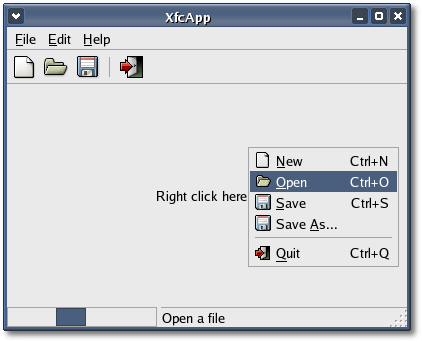 XfcApp
File Edit Help
New Ctrl+N
Open Ctrl+O
Right click here
Save Ctrl+S
Save As...
Quit Ctrl+Q
Open a file